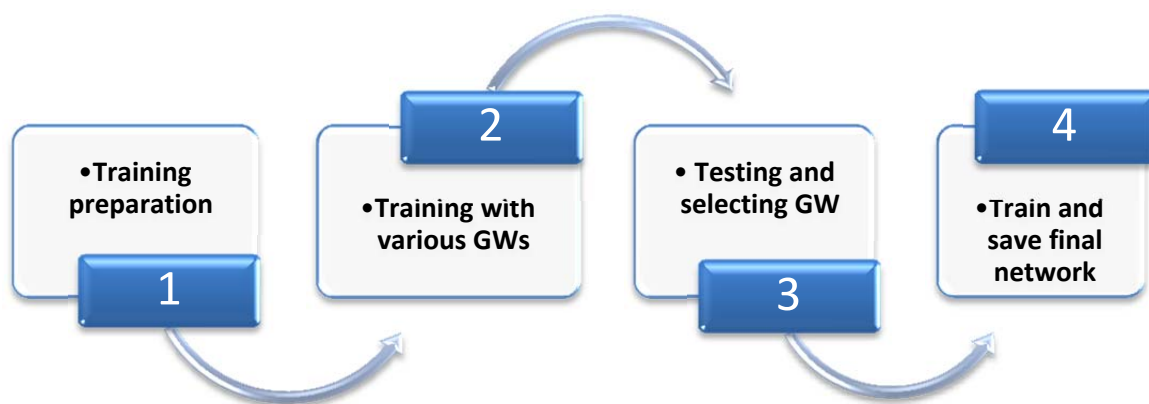 •Training
preparation
1
2
•Training with
various GWs
• Testing and
selecting GW
3
4
•Train and
save final
network